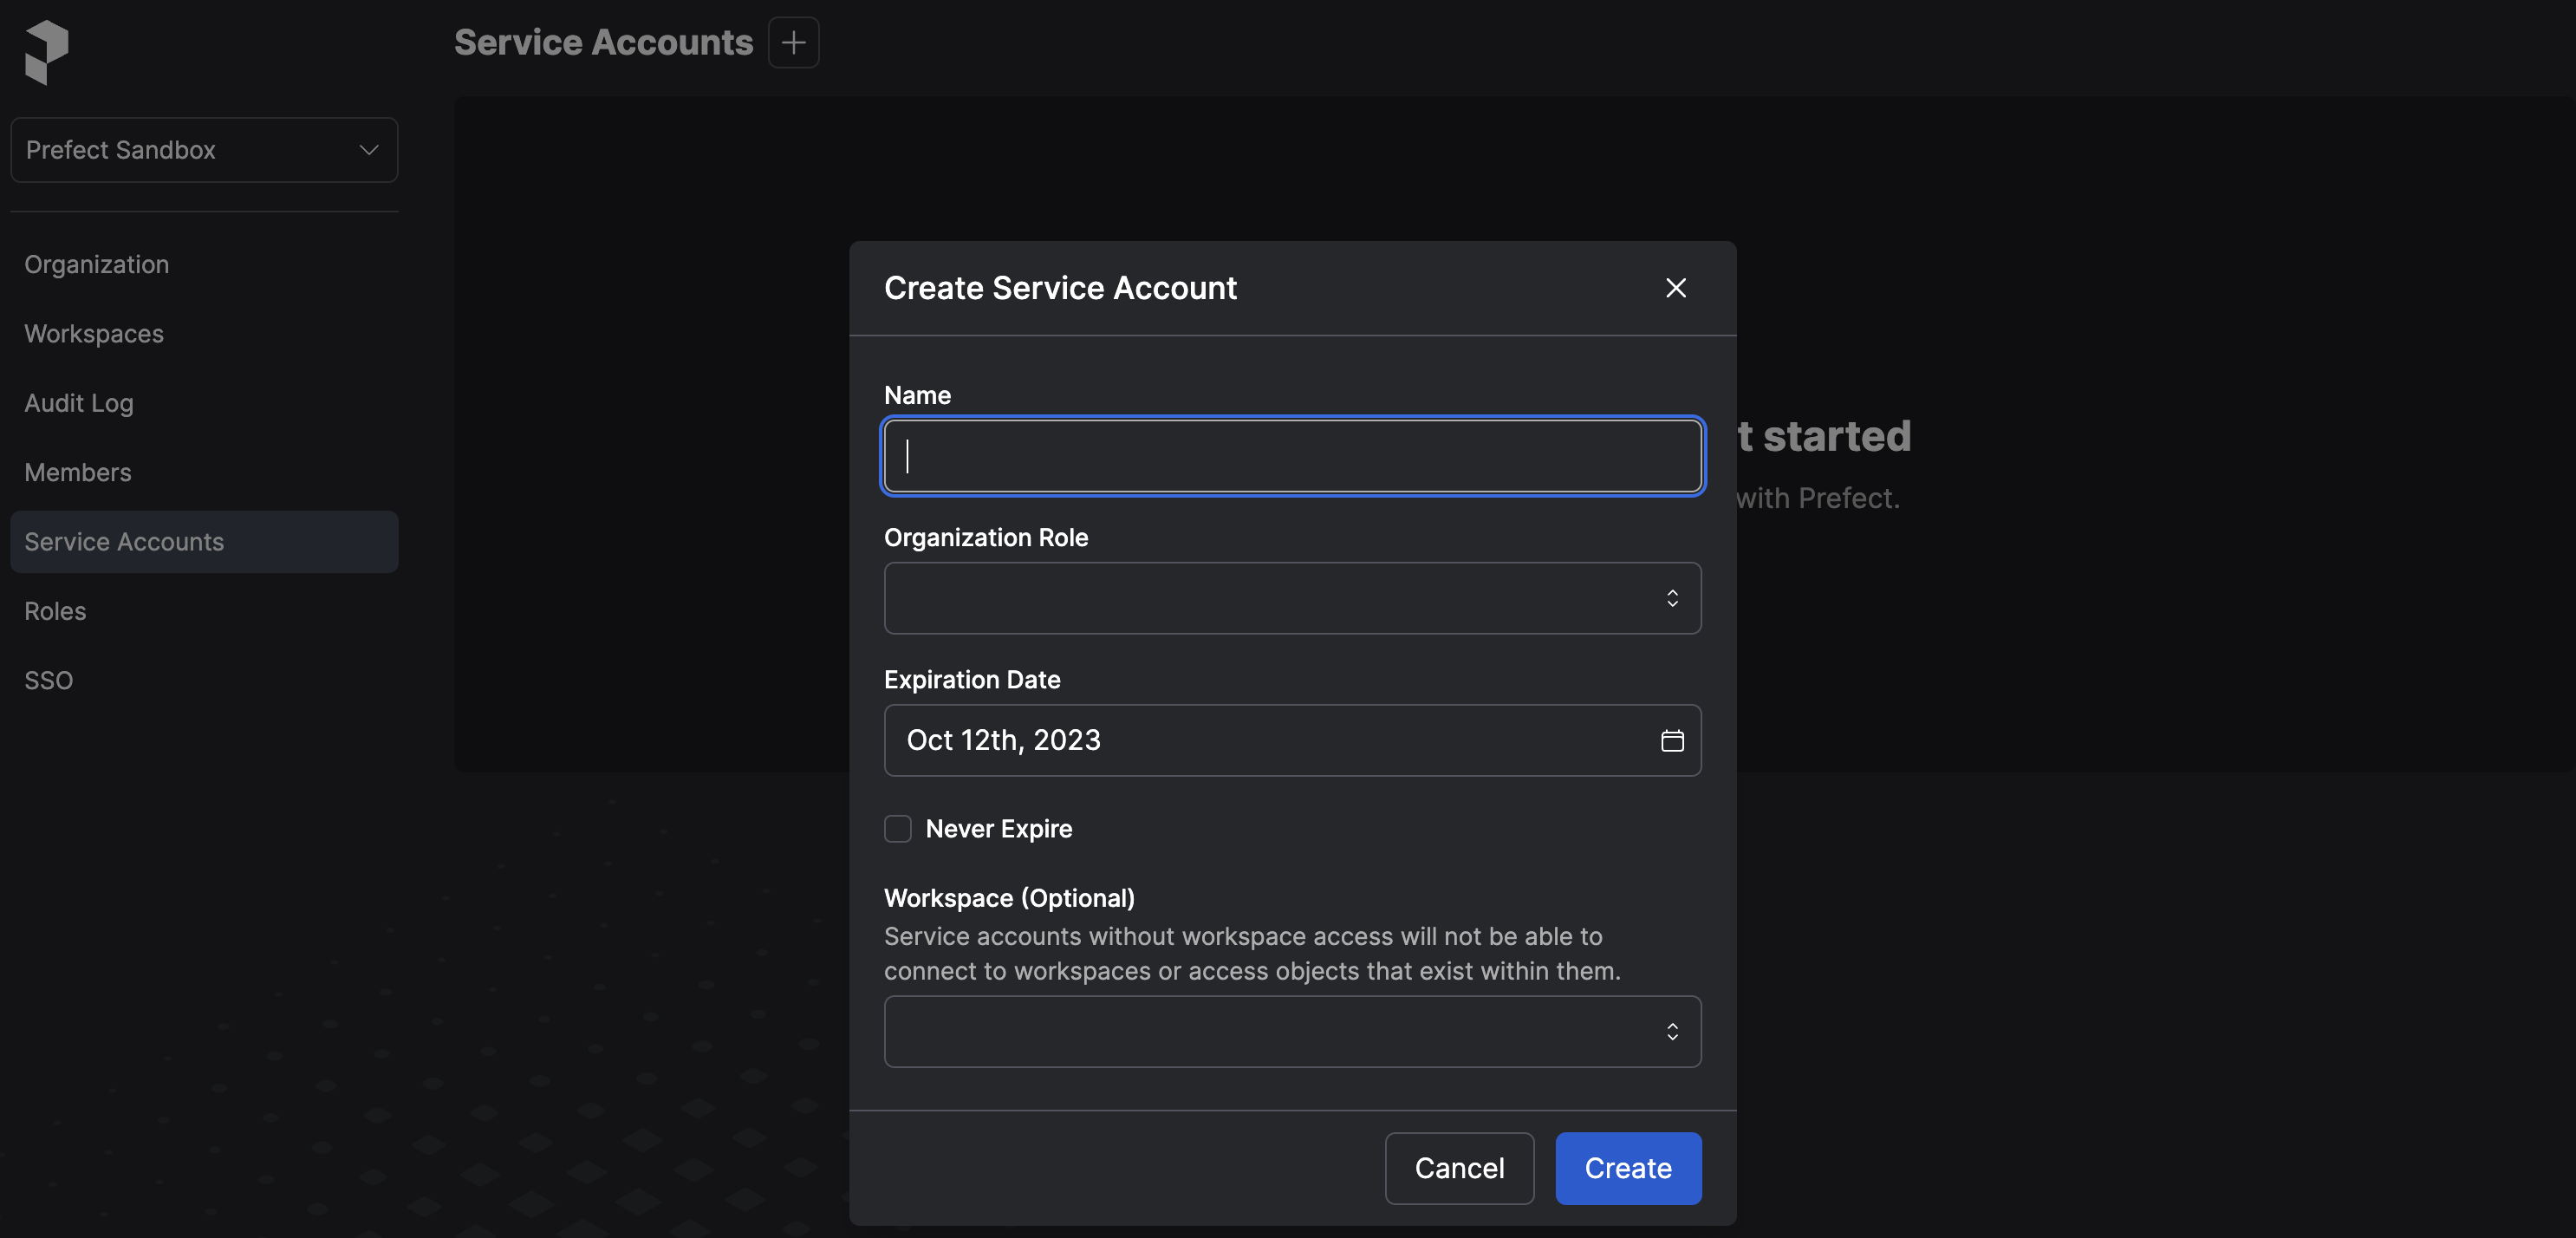 Service Accounts
Prefect Sandbox
Organization
Workspaces
Audit Log
Members
Service Accounts
Roles
SSO
t started
with Prefect.
Create Service Account
Name
Organization Role
Expiration Date
Oct 12th, 2023
Never Expire
Workspace (Optional)
Service accounts without workspace access will not be able to
connect to workspaces or access objects that exist within them.
Cancel
Create